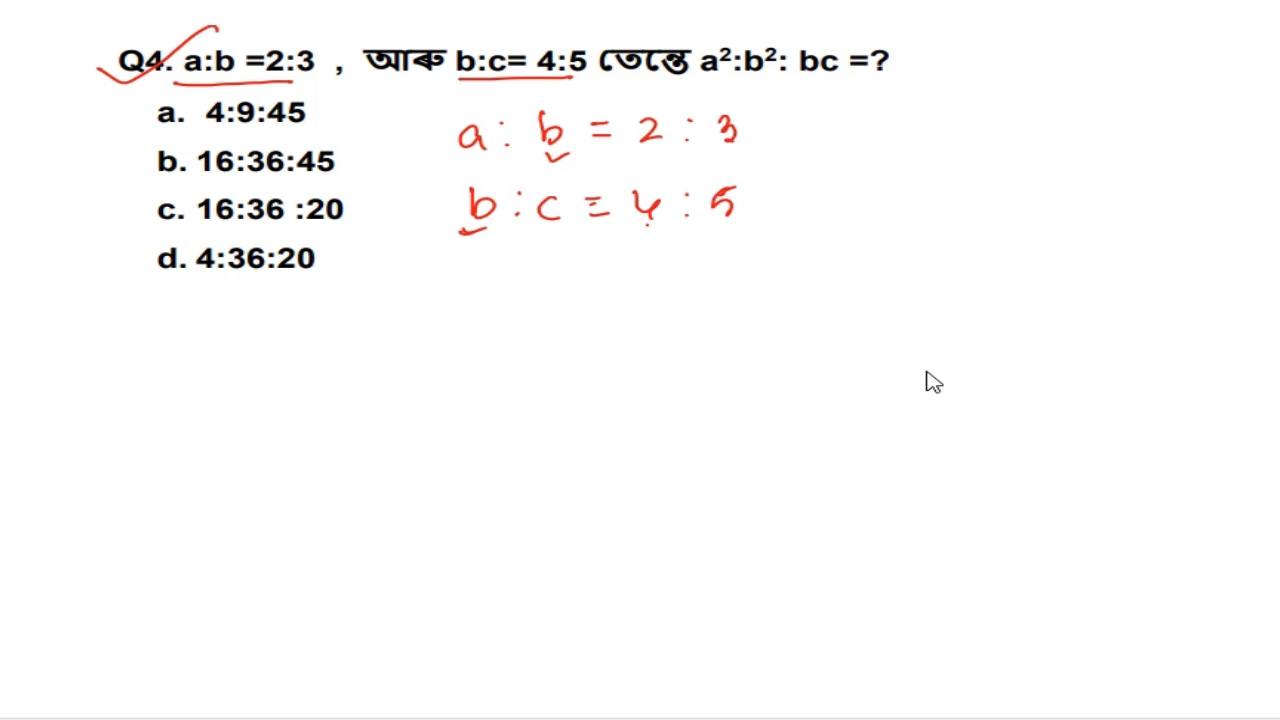 Q4. a:b =2:3 , আৰু b:c= 4:5 তেন্তে a²:b²: bc =?
a. 4:9:45
b. 16:36:45
c. 16:36 :20
d. 4:36:20
a : b = 2 : 3
b : c = 4 : 5